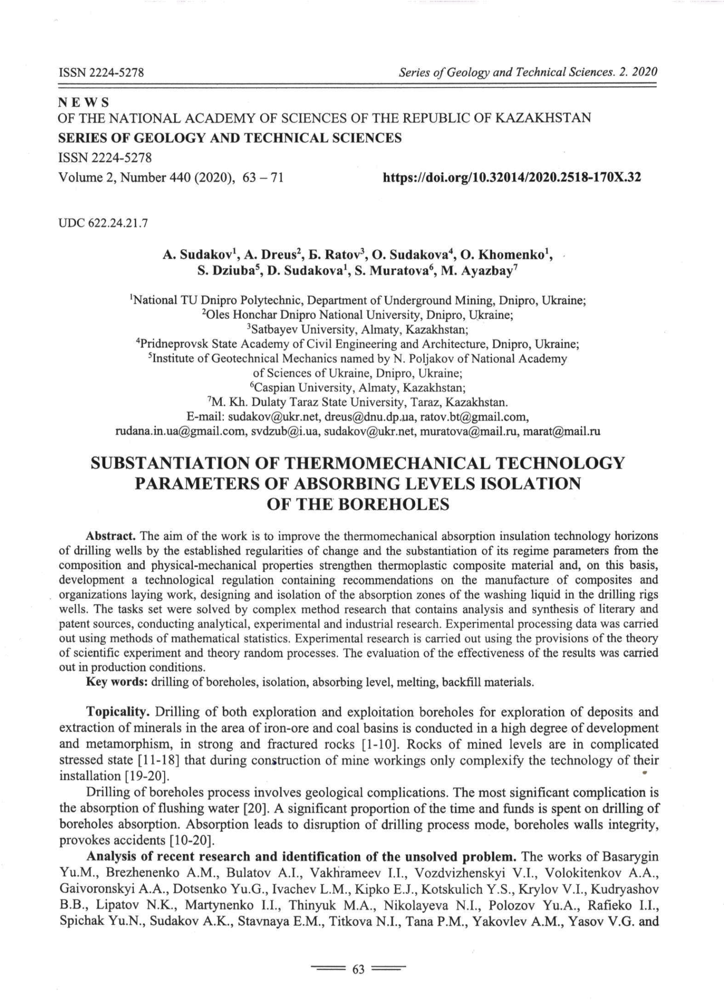 ISSN 2224-5278 Series of Geology and Technical Sciences. 2. 2020
N E W S
OF THE NATIONAL ACADEMY OF SCIENCES OF THE REPUBLIC OF KAZAKHSTAN
SERIES OF GEOLOGY AND TECHNICAL SCIENCES
ISSN 2224-5278
Volume 2, Number 440 (2020), 63 – 71 https://doi.org/10.32014/2020.2518-170X.32
UDC 622.24.21.7
A. Sudakov¹, A. Dreus², Б. Ratov³, O. Sudakova⁴, O. Khomenko¹,
S. Dziuba⁵, D. Sudakova¹, S. Muratova⁶, M. Ayazbay⁷
¹National TU Dnipro Polytechnic, Department of Underground Mining, Dnipro, Ukraine;
²Oles Honchar Dnipro National University, Dnipro, Ukraine;
³Satbayev University, Almaty, Kazakhstan;
⁴Pridneprovsk State Academy of Civil Engineering and Architecture, Dnipro, Ukraine;
⁵Institute of Geotechnical Mechanics named by N. Poljakov of National Academy
of Sciences of Ukraine, Dnipro, Ukraine;
⁶Caspian University, Almaty, Kazakhstan;
⁷M. Kh. Dulaty Taraz State University, Taraz, Kazakhstan.
E-mail: sudakov@ukr.net, dreus@dnu.dp.ua, ratov.bt@gmail.com,
rudana.in.ua@gmail.com, svdzub@i.ua, sudakov@ukr.net, muratova@mail.ru, marat@mail.ru
SUBSTANTIATION OF THERMOMECHANICAL TECHNOLOGY
PARAMETERS OF ABSORBING LEVELS ISOLATION
OF THE BOREHOLES
Abstract. The aim of the work is to improve the thermomechanical absorption insulation technology horizons
of drilling wells by the established regularities of change and the substantiation of its regime parameters from the
composition and physical-mechanical properties strengthen thermoplastic composite material and, on this basis,
development a technological regulation containing recommendations on the manufacture of composites and
organizations laying work, designing and isolation of the absorption zones of the washing liquid in the drilling rigs
wells. The tasks set were solved by complex method research that contains analysis and synthesis of literary and
patent sources, conducting analytical, experimental and industrial research. Experimental processing data was carried
out using methods of mathematical statistics. Experimental research is carried out using the provisions of the theory
of scientific experiment and theory random processes. The evaluation of the effectiveness of the results was carried
out in production conditions.
Key words: drilling of boreholes, isolation, absorbing level, melting, backfill materials.
Topicality. Drilling of both exploration and exploitation boreholes for exploration of deposits and
extraction of minerals in the area of iron-ore and coal basins is conducted in a high degree of development
and metamorphism, in strong and fractured rocks [1-10]. Rocks of mined levels are in complicated
stressed state [11-18] that during construction of mine workings only complexify the technology of their
installation [19-20].
Drilling of boreholes process involves geological complications. The most significant complication is
the absorption of flushing water [20]. A significant proportion of the time and funds is spent on drilling of
boreholes absorption. Absorption leads to disruption of drilling process mode, boreholes walls integrity,
provokes accidents [10-20].
Analysis of recent research and identification of the unsolved problem. The works of Basarygin
Yu.M., Brezhenenko A.M., Bulatov A.I., Vakhrameev I.I., Vozdvizhenskyi V.I., Volokitenkov A.A.,
Gaivoronskyi A.A., Dotsenko Yu.G., Ivachev L.M., Kipko E.J., Kotskulich Y.S., Krylov V.I., Kudryashov
B.B., Lipatov N.K., Martynenko I.I., Thinyuk M.A., Nikolayeva N.I., Polozov Yu.A., Rafieko I.I.,
Spichak Yu.N., Sudakov A.K., Stavnaya E.M., Titkova N.I., Tana P.M., Yakovlev A.M., Yasov V.G. and
63